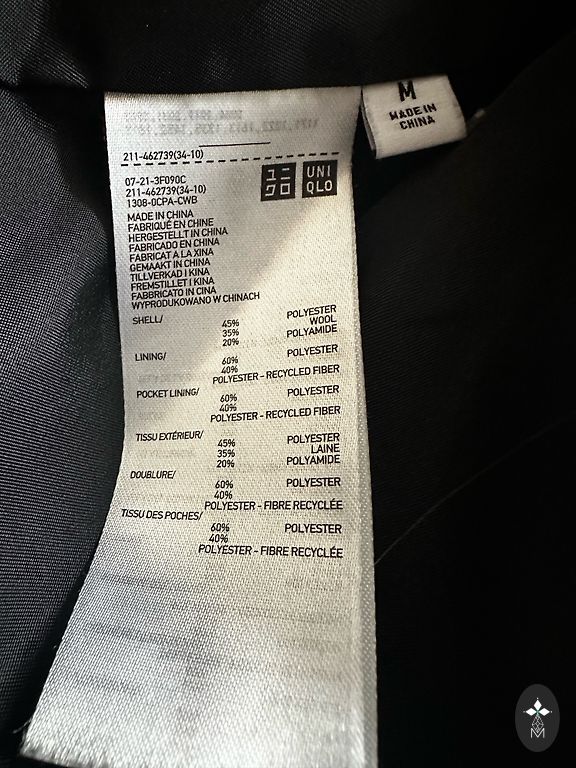 M
MADE IN
CHINA
211-462739(34-10)
ユニ
クロ
UNI
QLO
07-21-3F090C
211-462739(34-10)
1308-0CPA-CWB
MADE IN CHINA
FABRIQUÉ EN CHINE
HERGESTELLT IN CHINA
FABRICADO EN CHINA
FABRICAT A LA XINA
GEMAAKT IN CHINA
TILLVERKAD I KINA
FREMSTILLET I KINA
FABBRICATO IN CINA
WYPRODUKOWANO W CHINACH
SHELL/
45% POLYESTER
35% WOOL
20% POLYAMIDE
LINING/
60% POLYESTER
40%
POLYESTER - RECYCLED FIBER
POCKET LINING/
60% POLYESTER
40%
POLYESTER - RECYCLED FIBER
TISSU EXTÉRIEUR/
45% POLYESTER
35% LAINE
20% POLYAMIDE
DOUBLURE/
60% POLYESTER
40%
POLYESTER - FIBRE RECYCLÉE
TISSU DES POCHES/
60% POLYESTER
40%
POLYESTER - FIBRE RECYCLÉE
M